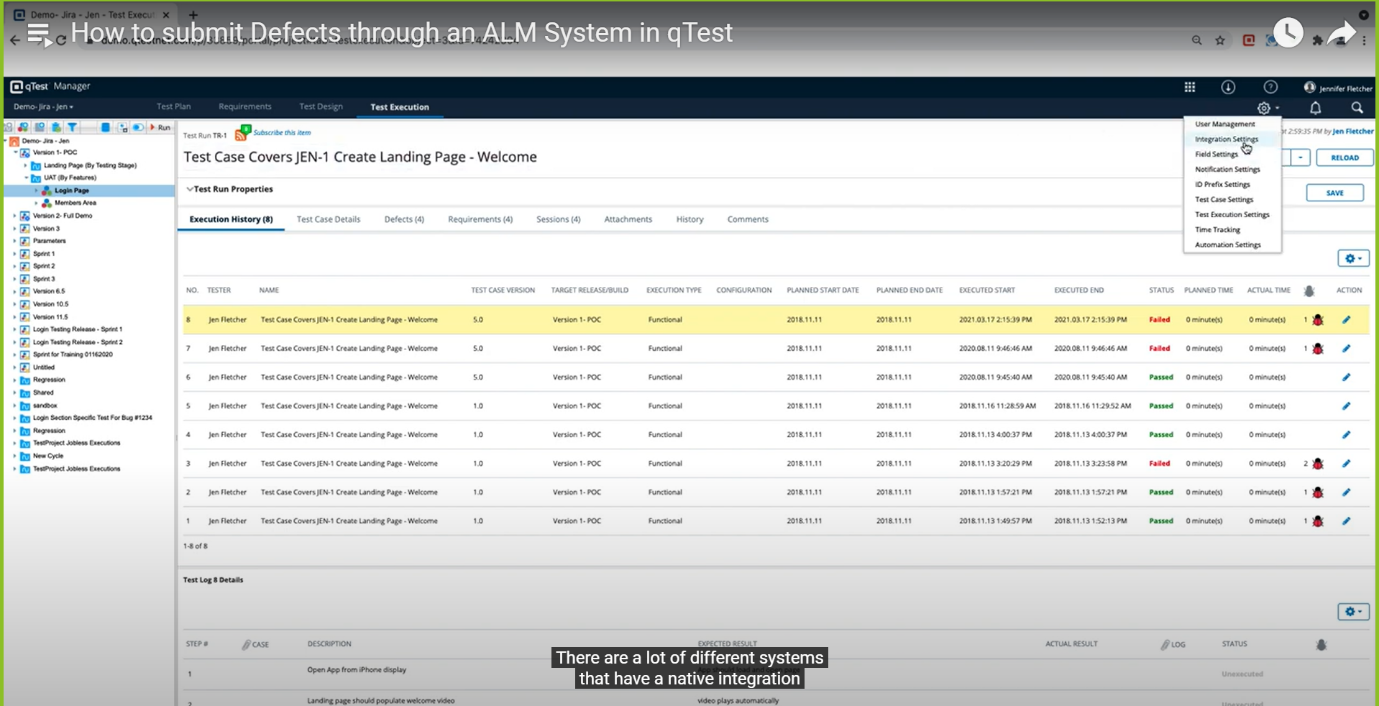 Demo- Jira - Jen - Test Execut
How to submit Defects through an ALM System in qTest
qTest Manager
Jennifer Fletcher
Demo- Jira - Jen
Test Plan Requirements Test Design Test Execution
Run
Demo- Jira - Jen
Version 1- POC
Landing Page (By Testing Stage)
UAT (By Features)
Login Page
Members Area
Version 2- Full Demo
Version 3
Parameters
Sprint 1
Sprint 2
Sprint 3
Version 6.5
Version 10.5
Version 11.5
Login Testing Release - Sprint 1
Login Testing Release - Sprint 2
Sprint for Training 01162020
Untitled
Regression
Shared
sandbox
Login Section Specific Test For Bug #1234
Regression
TestProject Jobless Executions
New Cycle
TestProject Jobless Executions
Test Run TR-1 Subscribe this item
at 2:59:35 PM by Jen Fletcher
Test Case Covers JEN-1 Create Landing Page - Welcome
RELOAD
User Management
Integration Settings
Field Settings
Notification Settings
ID Prefix Settings
Test Case Settings
Test Execution Settings
Time Tracking
Automation Settings
Test Run Properties
SAVE
Execution History (8) Test Case Details Defects (4) Requirements (4) Sessions (4) Attachments History Comments
NO. TESTER NAME TEST CASE VERSION TARGET RELEASE/BUILD EXECUTION TYPE CONFIGURATION PLANNED START DATE PLANNED END DATE EXECUTED START EXECUTED END STATUS PLANNED TIME ACTUAL TIME ACTION
8 Jen Fletcher Test Case Covers JEN-1 Create Landing Page - Welcome 5.0 Version 1- POC Functional 2018.11.11 2018.11.11 2021.03.17 2:15:39 PM 2021.03.17 2:15:39 PM Failed 0 minute(s) 0 minute(s) 1
7 Jen Fletcher Test Case Covers JEN-1 Create Landing Page - Welcome 5.0 Version 1- POC Functional 2018.11.11 2018.11.11 2020.08.11 9:46:46 AM 2020.08.11 9:46:46 AM Failed 0 minute(s) 0 minute(s) 1
6 Jen Fletcher Test Case Covers JEN-1 Create Landing Page - Welcome 5.0 Version 1- POC Functional 2018.11.11 2018.11.11 2020.08.11 9:45:40 AM 2020.08.11 9:45:40 AM Passed 0 minute(s) 0 minute(s)
5 Jen Fletcher Test Case Covers JEN-1 Create Landing Page - Welcome 1.0 Version 1- POC Functional 2018.11.11 2018.11.11 2018.11.16 11:28:59 AM 2018.11.16 11:29:52 AM Passed 0 minute(s) 0 minute(s)
4 Jen Fletcher Test Case Covers JEN-1 Create Landing Page - Welcome 1.0 Version 1- POC Functional 2018.11.11 2018.11.11 2018.11.13 4:00:37 PM 2018.11.13 4:00:37 PM Passed 0 minute(s) 0 minute(s)
3 Jen Fletcher Test Case Covers JEN-1 Create Landing Page - Welcome 1.0 Version 1- POC Functional 2018.11.11 2018.11.11 2018.11.13 3:20:29 PM 2018.11.13 3:23:58 PM Failed 0 minute(s) 0 minute(s) 2
2 Jen Fletcher Test Case Covers JEN-1 Create Landing Page - Welcome 1.0 Version 1- POC Functional 2018.11.11 2018.11.11 2018.11.13 1:57:21 PM 2018.11.13 1:57:21 PM Passed 0 minute(s) 0 minute(s) 1
1 Jen Fletcher Test Case Covers JEN-1 Create Landing Page - Welcome 1.0 Version 1- POC Functional 2018.11.11 2018.11.11 2018.11.13 1:49:57 PM 2018.11.13 1:52:13 PM Passed 0 minute(s) 0 minute(s) 1
1-8 of 8
Test Log 8 Details
STEP # CASE DESCRIPTION EXPECTED RESULT ACTUAL RESULT LOG STATUS
1 Open App from iPhone display Unexecuted
2 Landing page should populate welcome video video plays automatically Unexecuted
There are a lot of different systems
that have a native integration